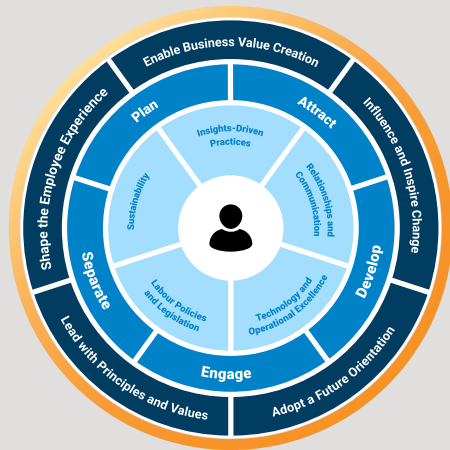 Enable Business Value Creation
Influence and Inspire Change
Adopt a Future Orientation
Lead with Principles and Values
Shape the Employee Experience
Plan
Attract
Develop
Engage
Separate
Insights-Driven
Practices
Relationships and
Communication
Technology and
Operational Excellence
Labour Policies
and Legislation
Sustainability